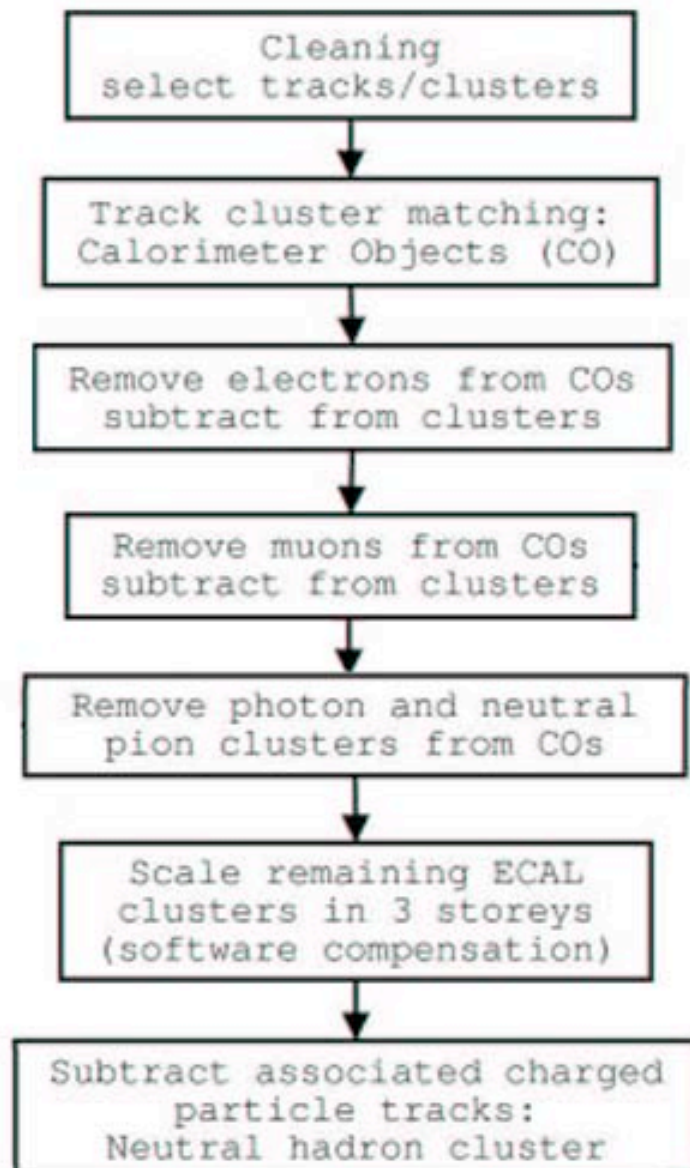 Cleaning
select tracks/clusters
Track cluster matching:
Calorimeter Objects (CO)
Remove electrons from COs
subtract from clusters
Remove muons from COs
subtract from clusters
Remove photon and neutral
pion clusters from COs
Scale remaining ECAL
clusters in 3 storeys
(software compensation)
Subtract associated charged
particle tracks:
Neutral hadron cluster